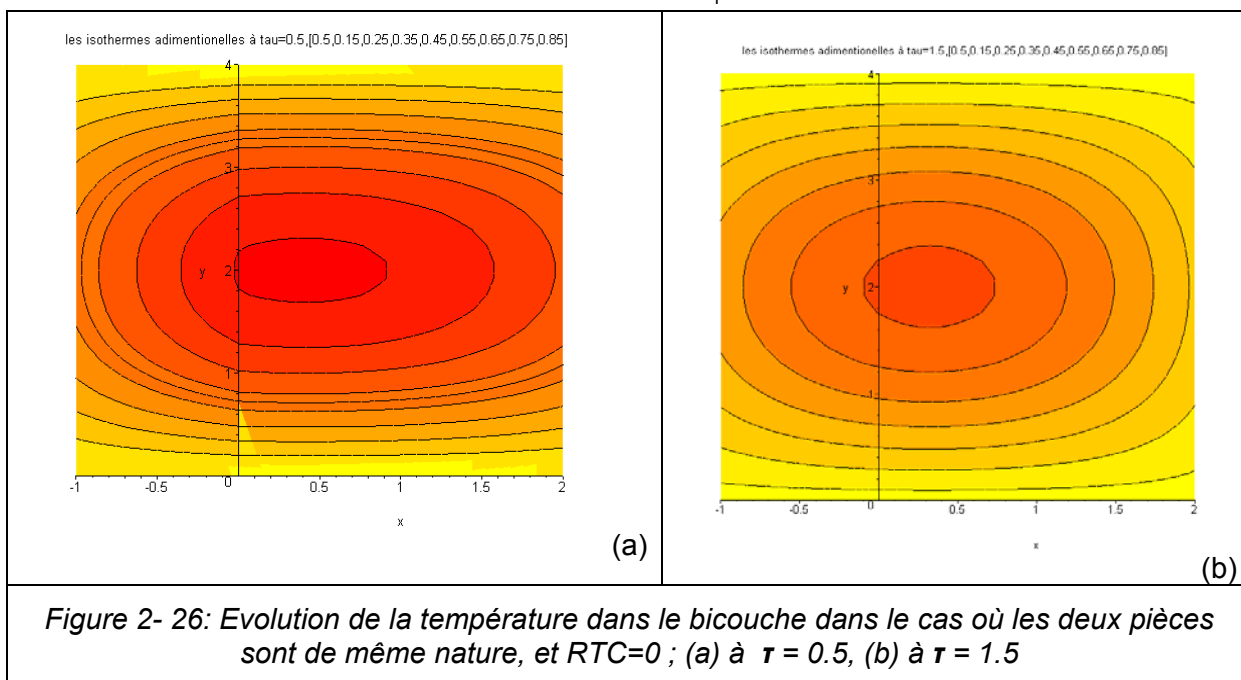 les isothermes adimentionelles à tau=0.5,[0.5,0.15,0.25,0.35,0.45,0.55,0.65,0.75,0.85]
4
3
y 2
1
-1 -0.5 0 0.5 1 1.5 2
x
(a)
les isothermes adimentionelles à tau=1.5,[0.5,0.15,0.25,0.35,0.45,0.55,0.65,0.75,0.85]
4
3
y 2
1
-1 -0.5 0 0.5 1 1.5 2
x
(b)
Figure 2- 26: Evolution de la température dans le bicouche dans le cas où les deux pièces
sont de même nature, et RTC=0 ; (a) à τ = 0.5, (b) à τ = 1.5